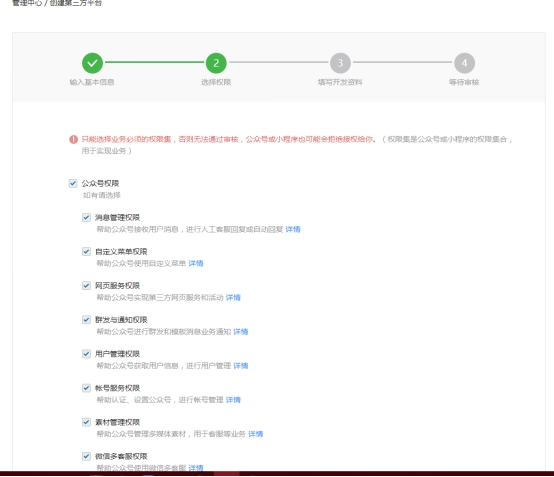 管理中心 / 创建第三方平台
2
3
4
输入基本信息
选择权限
填写开发资料
等待审核
只能选择业务必须的权限集，否则无法通过审核，公众号或小程序也可能会拒绝授权给你。（权限集是公众号或小程序的权限集合，
用于实现业务）
公众号权限
如有请选择
消息管理权限
帮助公众号接收用户消息，进行人工客服回复或自动回复 详情
自定义菜单权限
帮助公众号使用自定义菜单 详情
网页服务权限
帮助公众号实现第三方网页服务和活动 详情
群发与通知权限
帮助公众号进行群发和模板消息业务通知 详情
用户管理权限
帮助公众号获取用户信息，进行用户管理 详情
帐号服务权限
帮助认证、设置公众号，进行帐号管理 详情
素材管理权限
帮助公众号管理多媒体素材，用于客服等业务 详情
微信多客服权限
帮助公众号使用微信多客服 详情